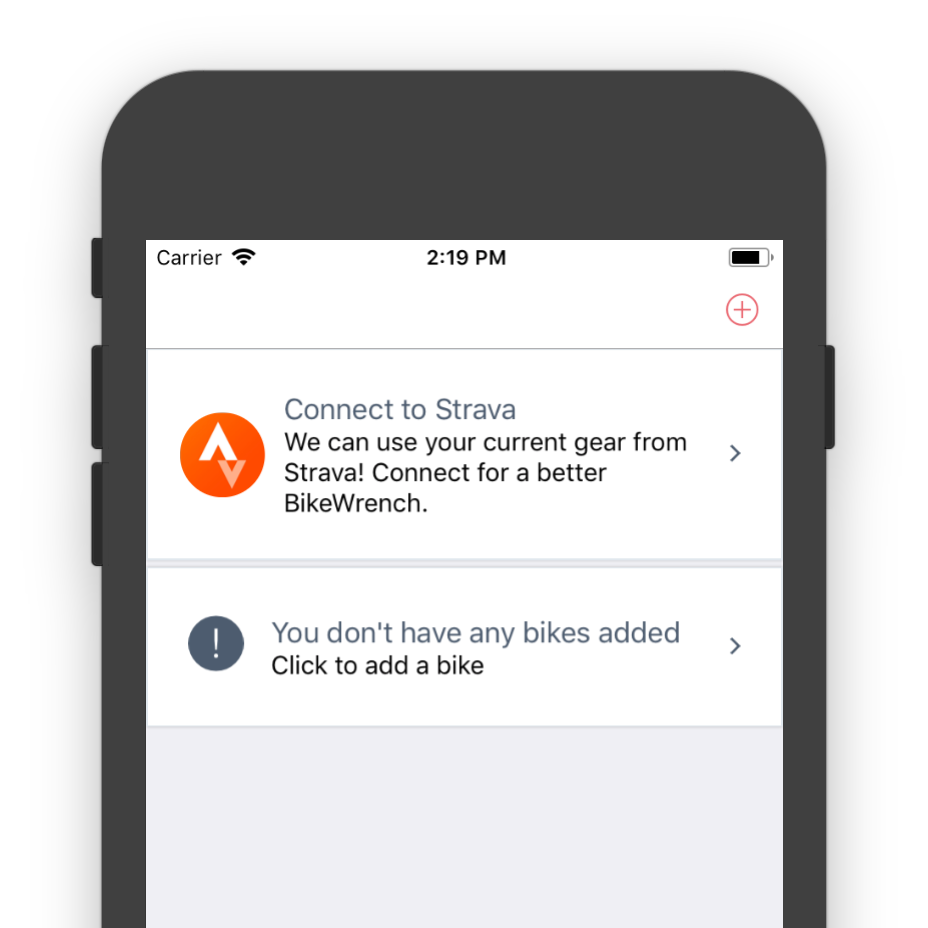 Carrier 2:19 PM
Connect to Strava
We can use your current gear from
Strava! Connect for a better
BikeWrench.
You don't have any bikes added
Click to add a bike